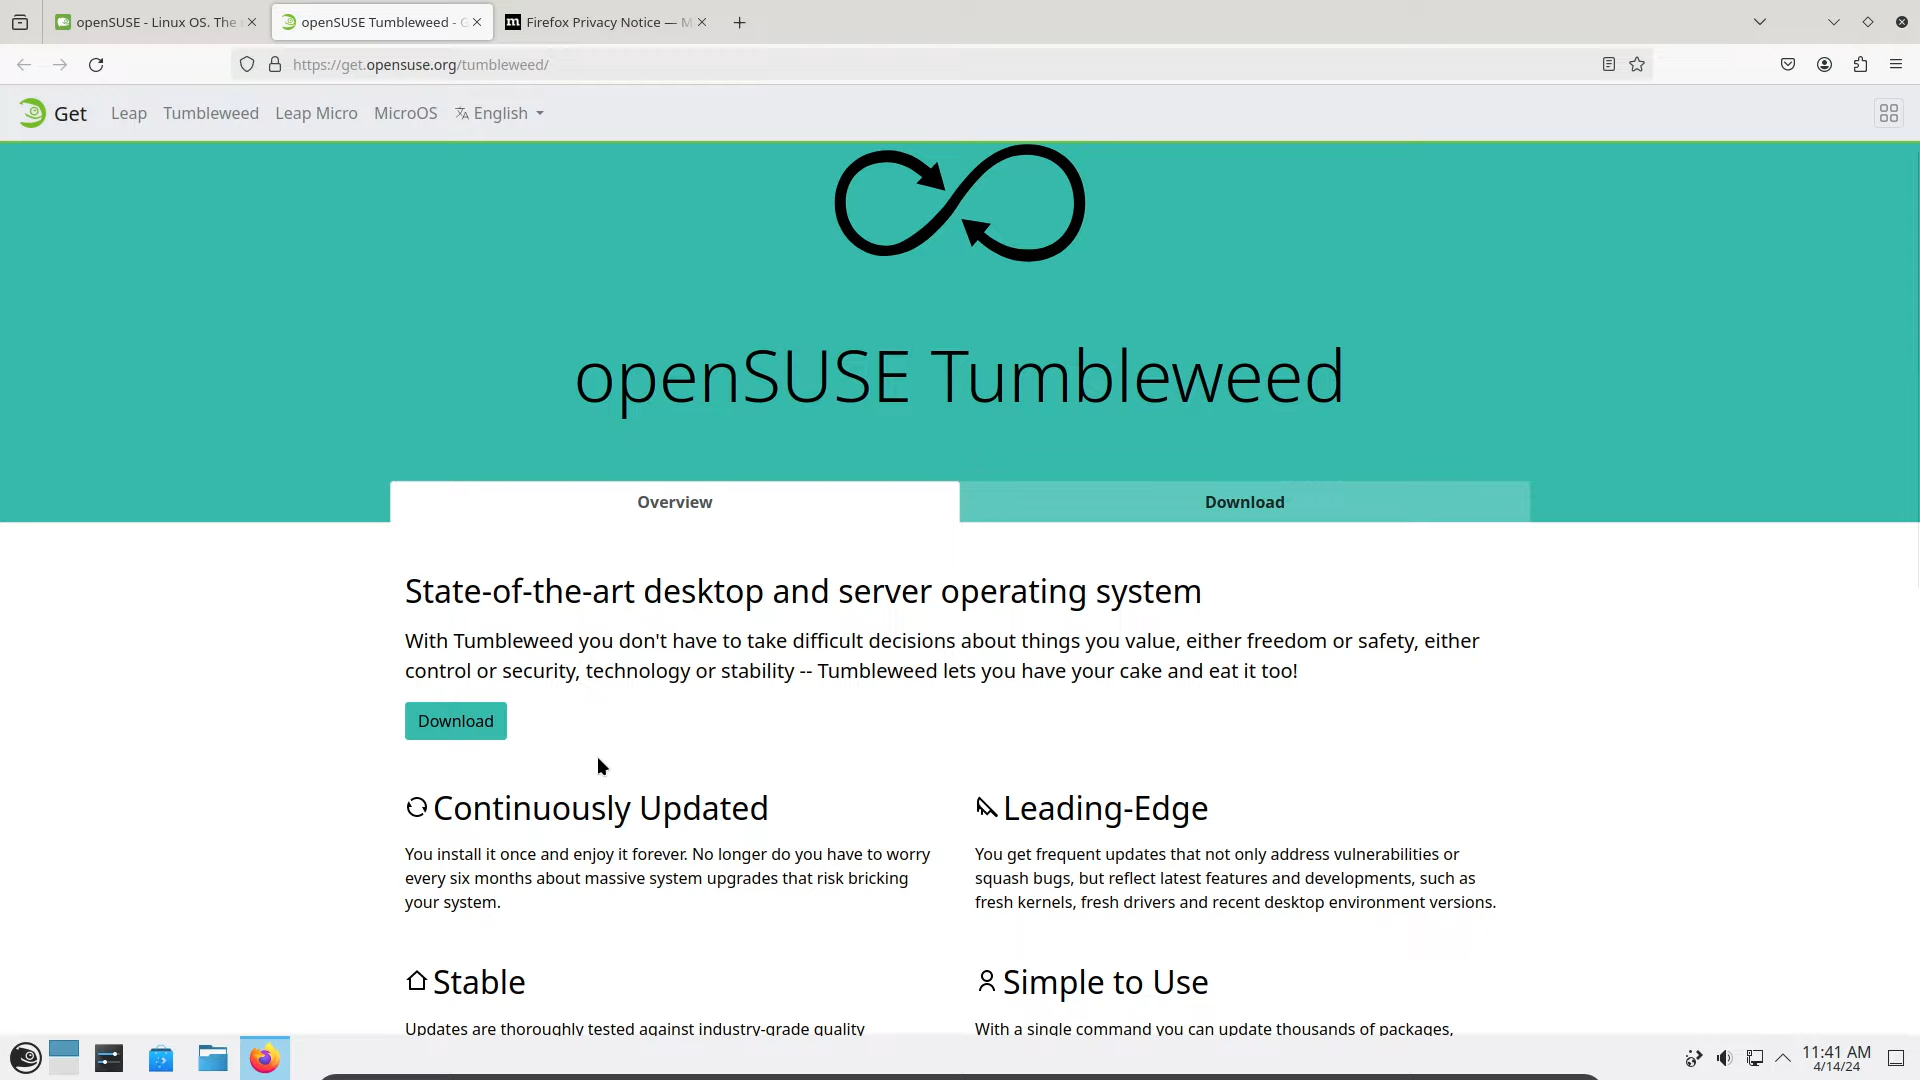 openSUSE - Linux OS. The
openSUSE Tumbleweed - G
Firefox Privacy Notice — M
https://get.opensuse.org/tumbleweed/
Get
Leap
Tumbleweed
Leap Micro
MicroOS
English
openSUSE Tumbleweed
Overview
Download
State-of-the-art desktop and server operating system
With Tumbleweed you don't have to take difficult decisions about things you value, either freedom or safety, either
control or security, technology or stability -- Tumbleweed lets you have your cake and eat it too!
Download
Continuously Updated
You install it once and enjoy it forever. No longer do you have to worry
every six months about massive system upgrades that risk bricking
your system.
Leading-Edge
You get frequent updates that not only address vulnerabilities or
squash bugs, but reflect latest features and developments, such as
fresh kernels, fresh drivers and recent desktop environment versions.
Stable
Updates are thoroughly tested against industry-grade quality
Simple to Use
With a single command you can update thousands of packages,
11:41 AM
4/14/24